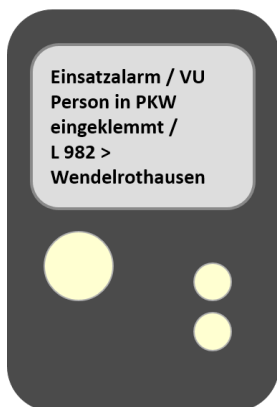 Einsatzalarm / VU
Person in PKW
eingeklemmt /
L 982 >
Wendelrothausen